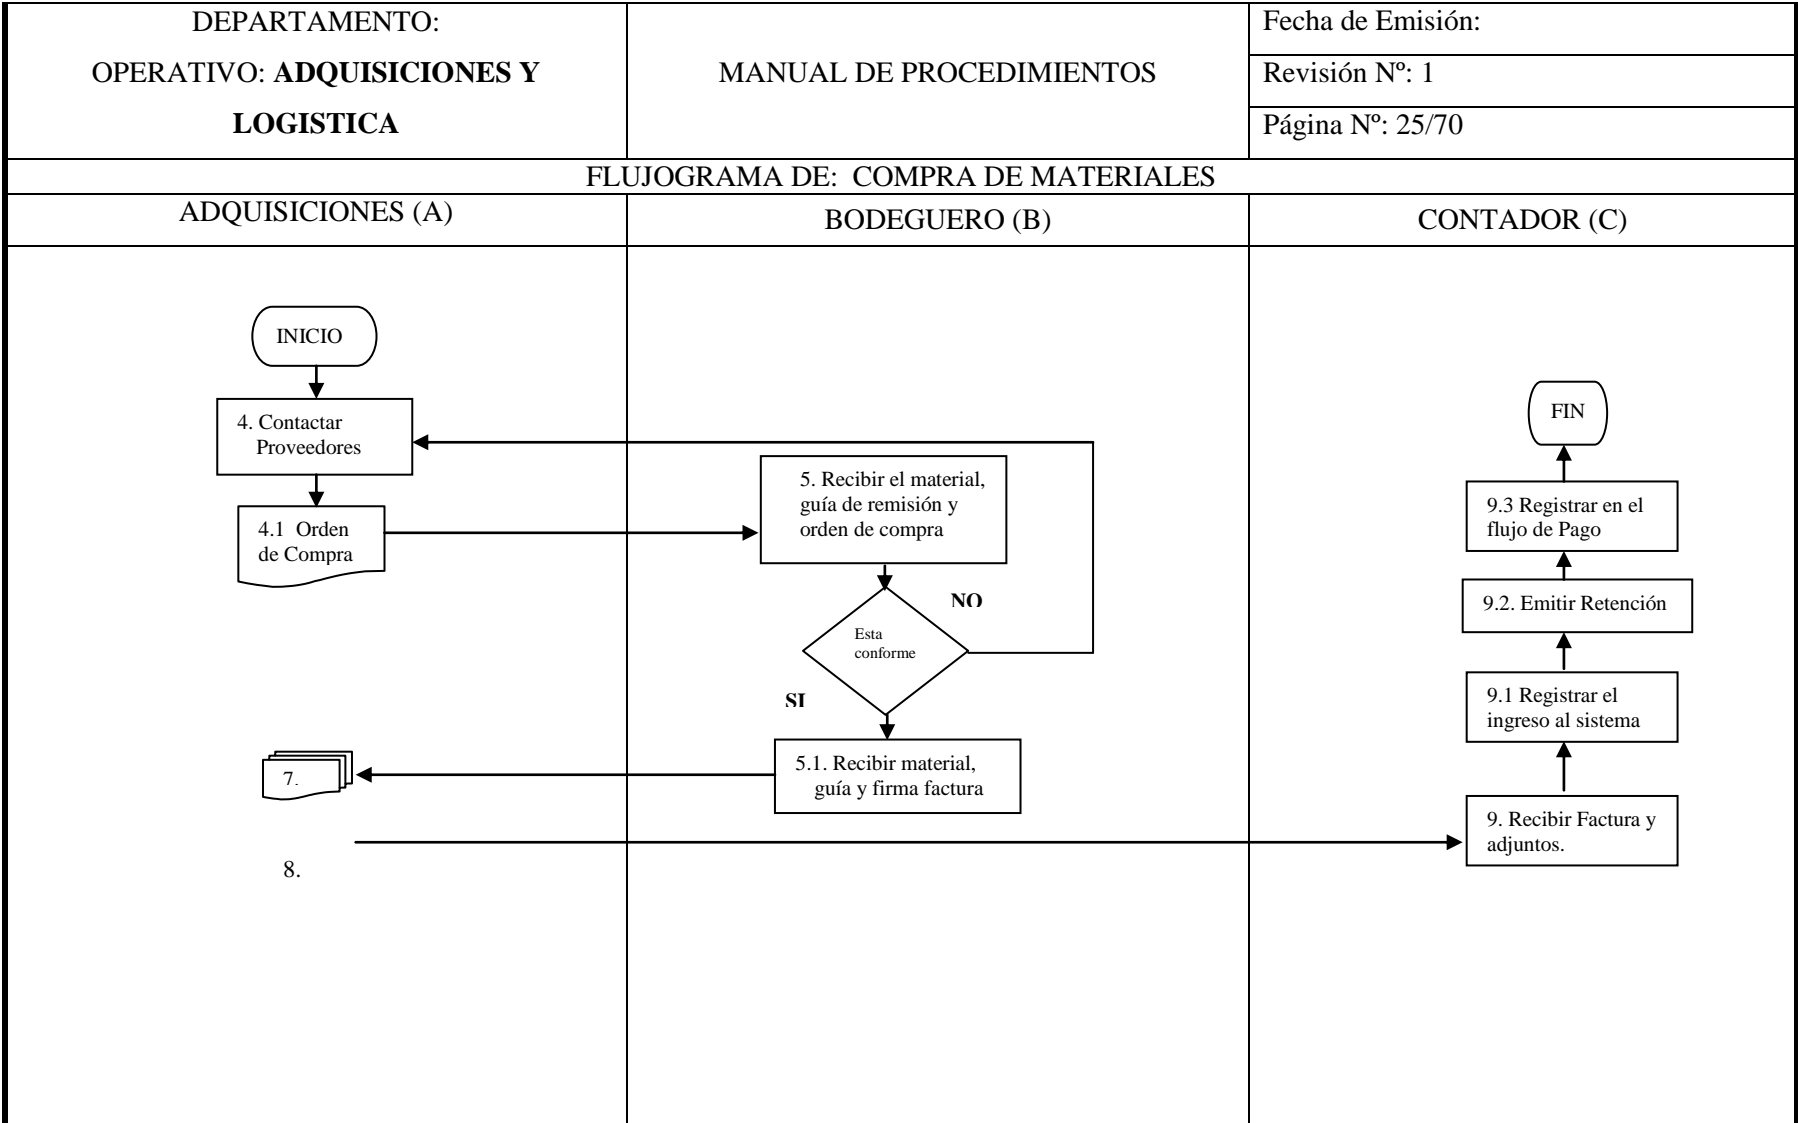 DEPARTAMENTO:
OPERATIVO: ADQUISICIONES Y
LOGISTICA
MANUAL DE PROCEDIMIENTOS
Fecha de Emisión:
Revisión Nº: 1
Página Nº: 25/70
FLUJOGRAMA DE: COMPRA DE MATERIALES
ADQUISICIONES (A)
BODEGUERO (B)
CONTADOR (C)
INICIO
4. Contactar
Proveedores
4.1 Orden
de Compra
5. Recibir el material,
guía de remisión y
orden de compra
NO
Esta
conforme
SI
5.1. Recibir material,
guía y firma factura
7.
8.
FIN
9.3 Registrar en el
flujo de Pago
9.2. Emitir Retención
9.1 Registrar el
ingreso al sistema
9. Recibir Factura y
adjuntos.